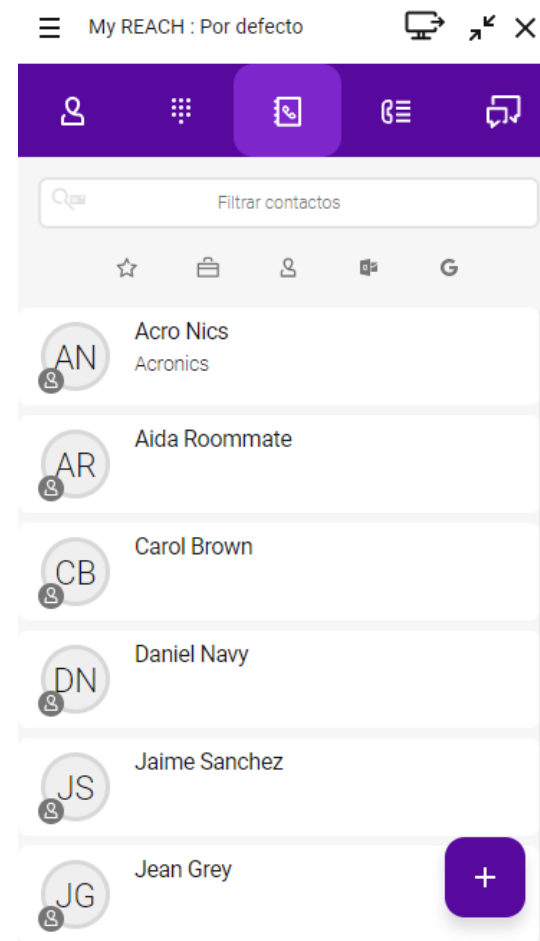 My REACH : Por defecto
Filtrar contactos
G
AN
Acro Nics
Acronics
AR
Aida Roommate
CB
Carol Brown
DN
Daniel Navy
JS
Jaime Sanchez
JG
Jean Grey
+